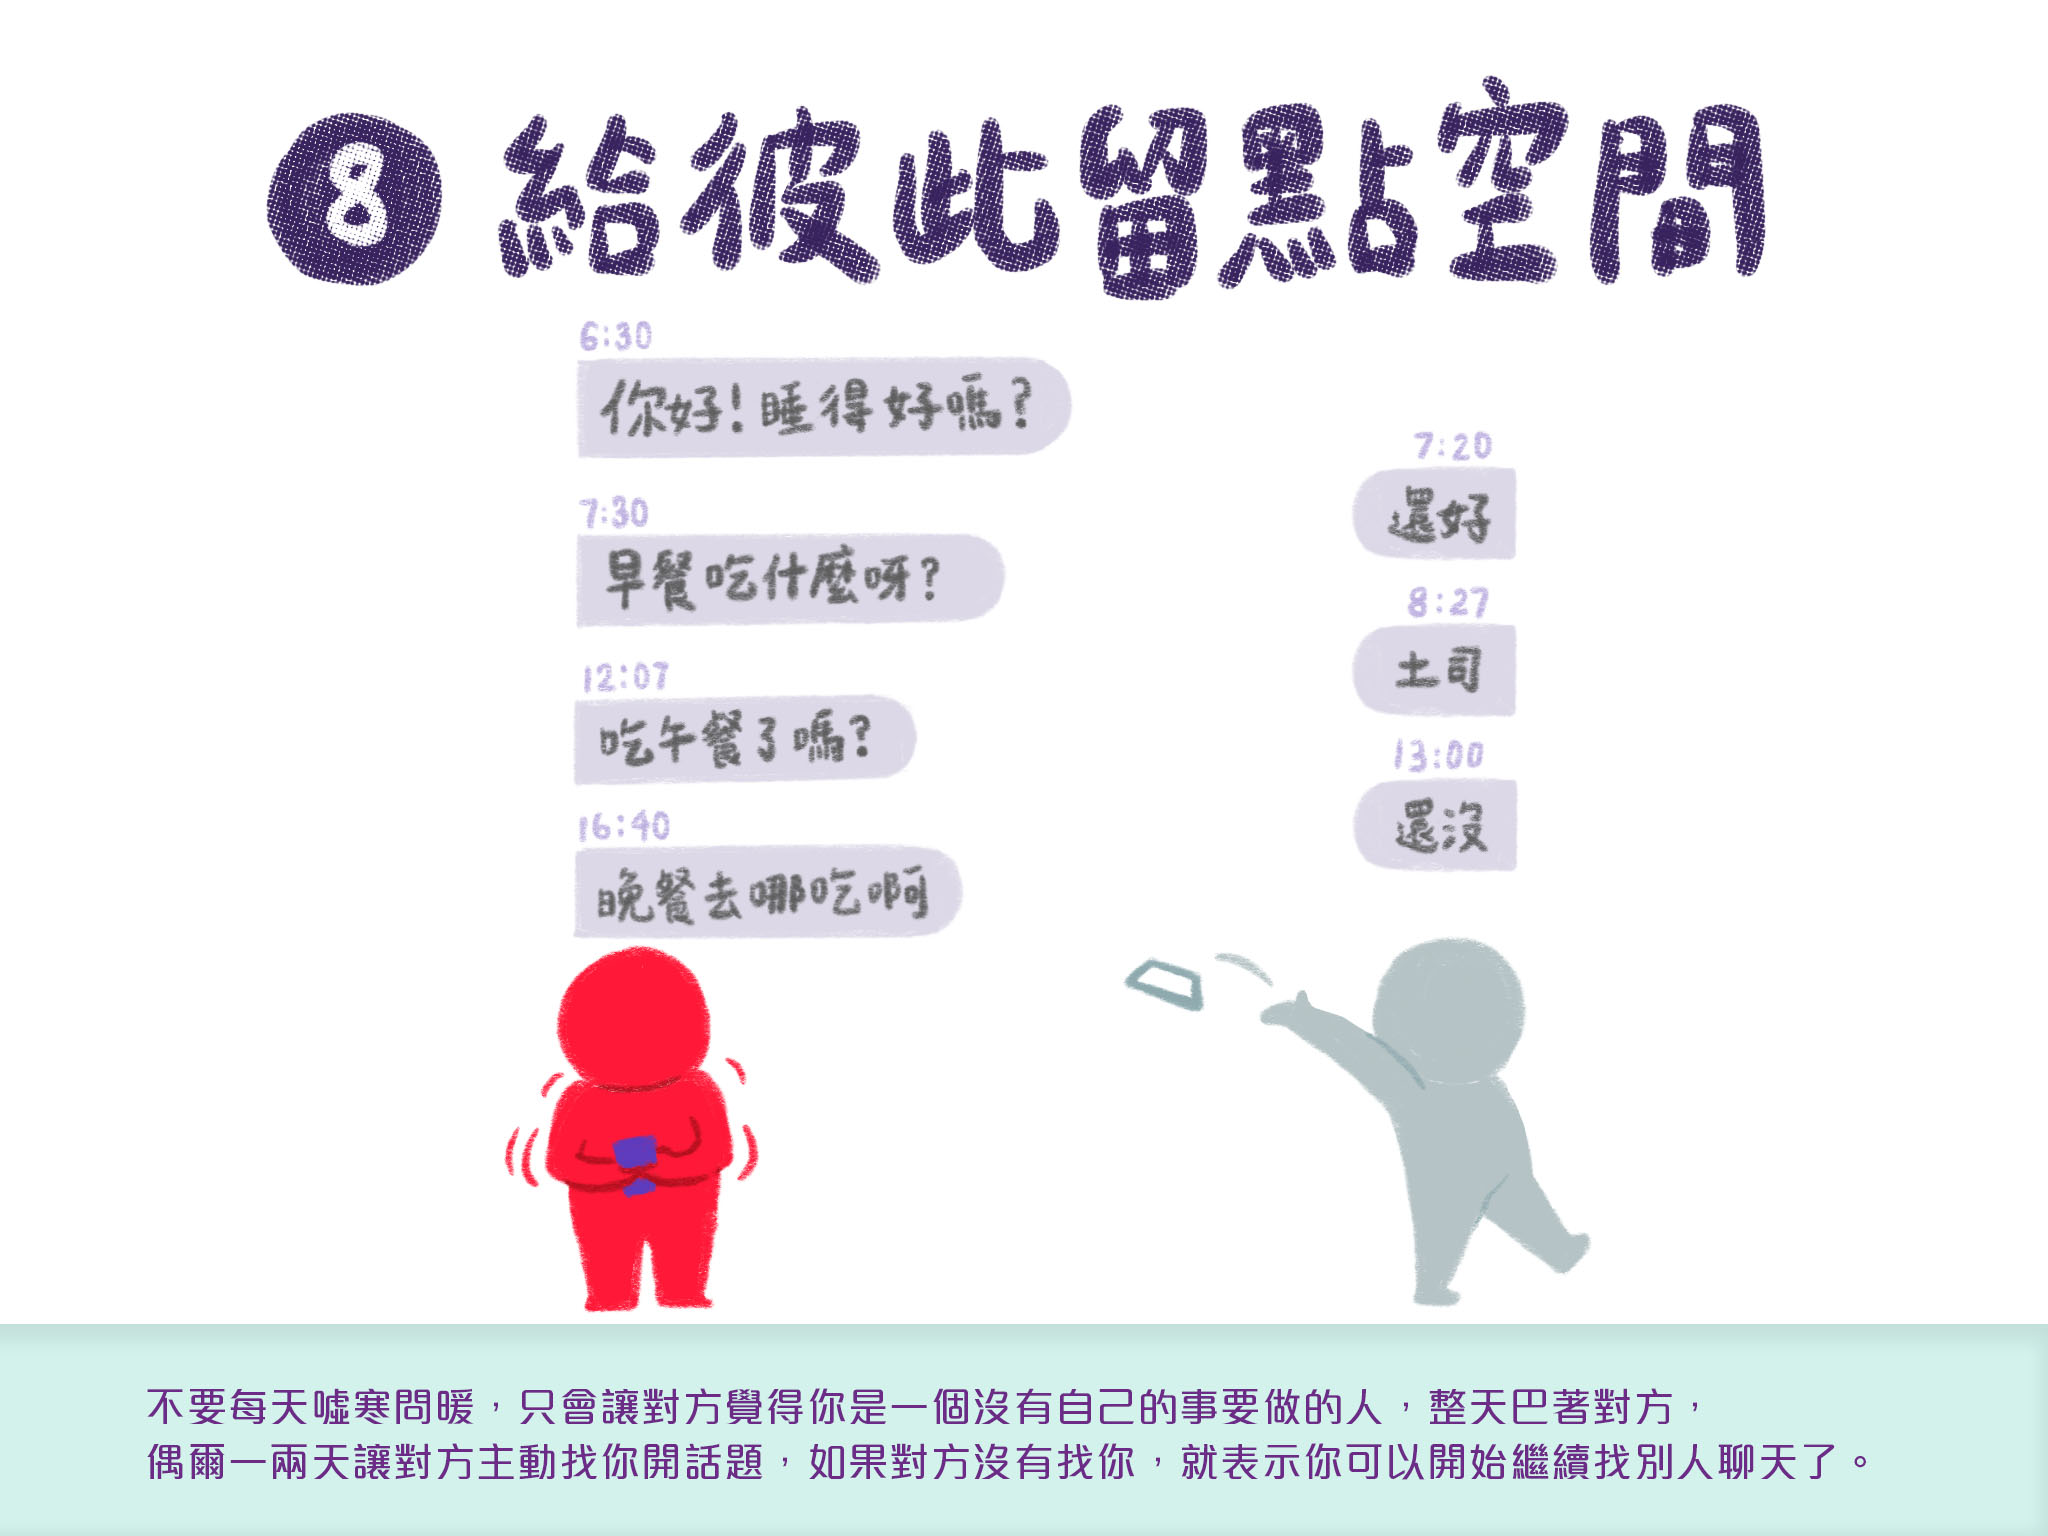 8 給彼此留點空間
6:30
你好!睡得好嗎?
7:20
還好
7:30
早餐吃什麼呀?
8:27
土司
12:07
吃午餐了嗎?
13:00
還沒
16:40
晚餐去哪吃啊
不要每天噓寒問暖，只會讓對方覺得你是一個沒有自己的事要做的人，整天巴著對方，
偶爾一兩天讓對方主動找你開話題，如果對方沒有找你，就表示你可以開始繼續找別人聊天了。